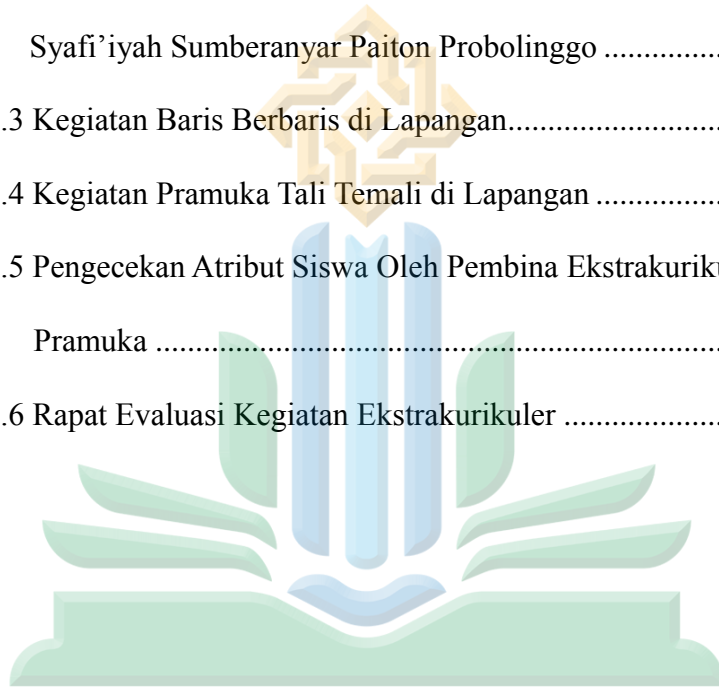 Syafi’iyah Sumberanyar Paiton Probolinggo ...............
.3 Kegiatan Baris Berbaris di Lapangan...........................
.4 Kegiatan Pramuka Tali Temali di Lapangan ................
.5 Pengecekan Atribut Siswa Oleh Pembina
Pramuka .......................................................................
.6 Rapat Evaluasi Kegiatan Ekstrakurikuler ....................